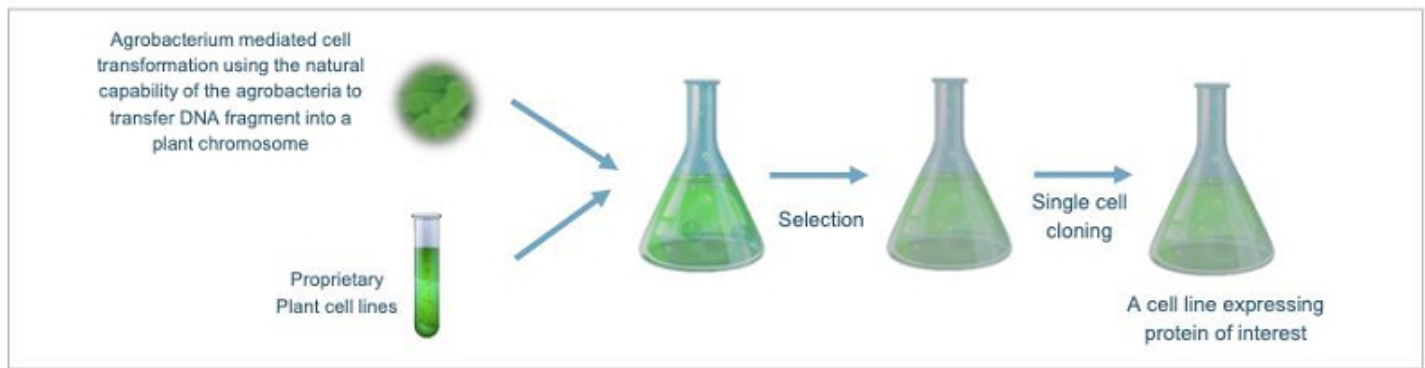 Agrobacterium mediated cell
transformation using the natural
capability of the agrobacteria to
transfer DNA fragment into a
plant chromosome
Proprietary
Plant cell lines
Selection
Single cell
cloning
A cell line expressing
protein of interest